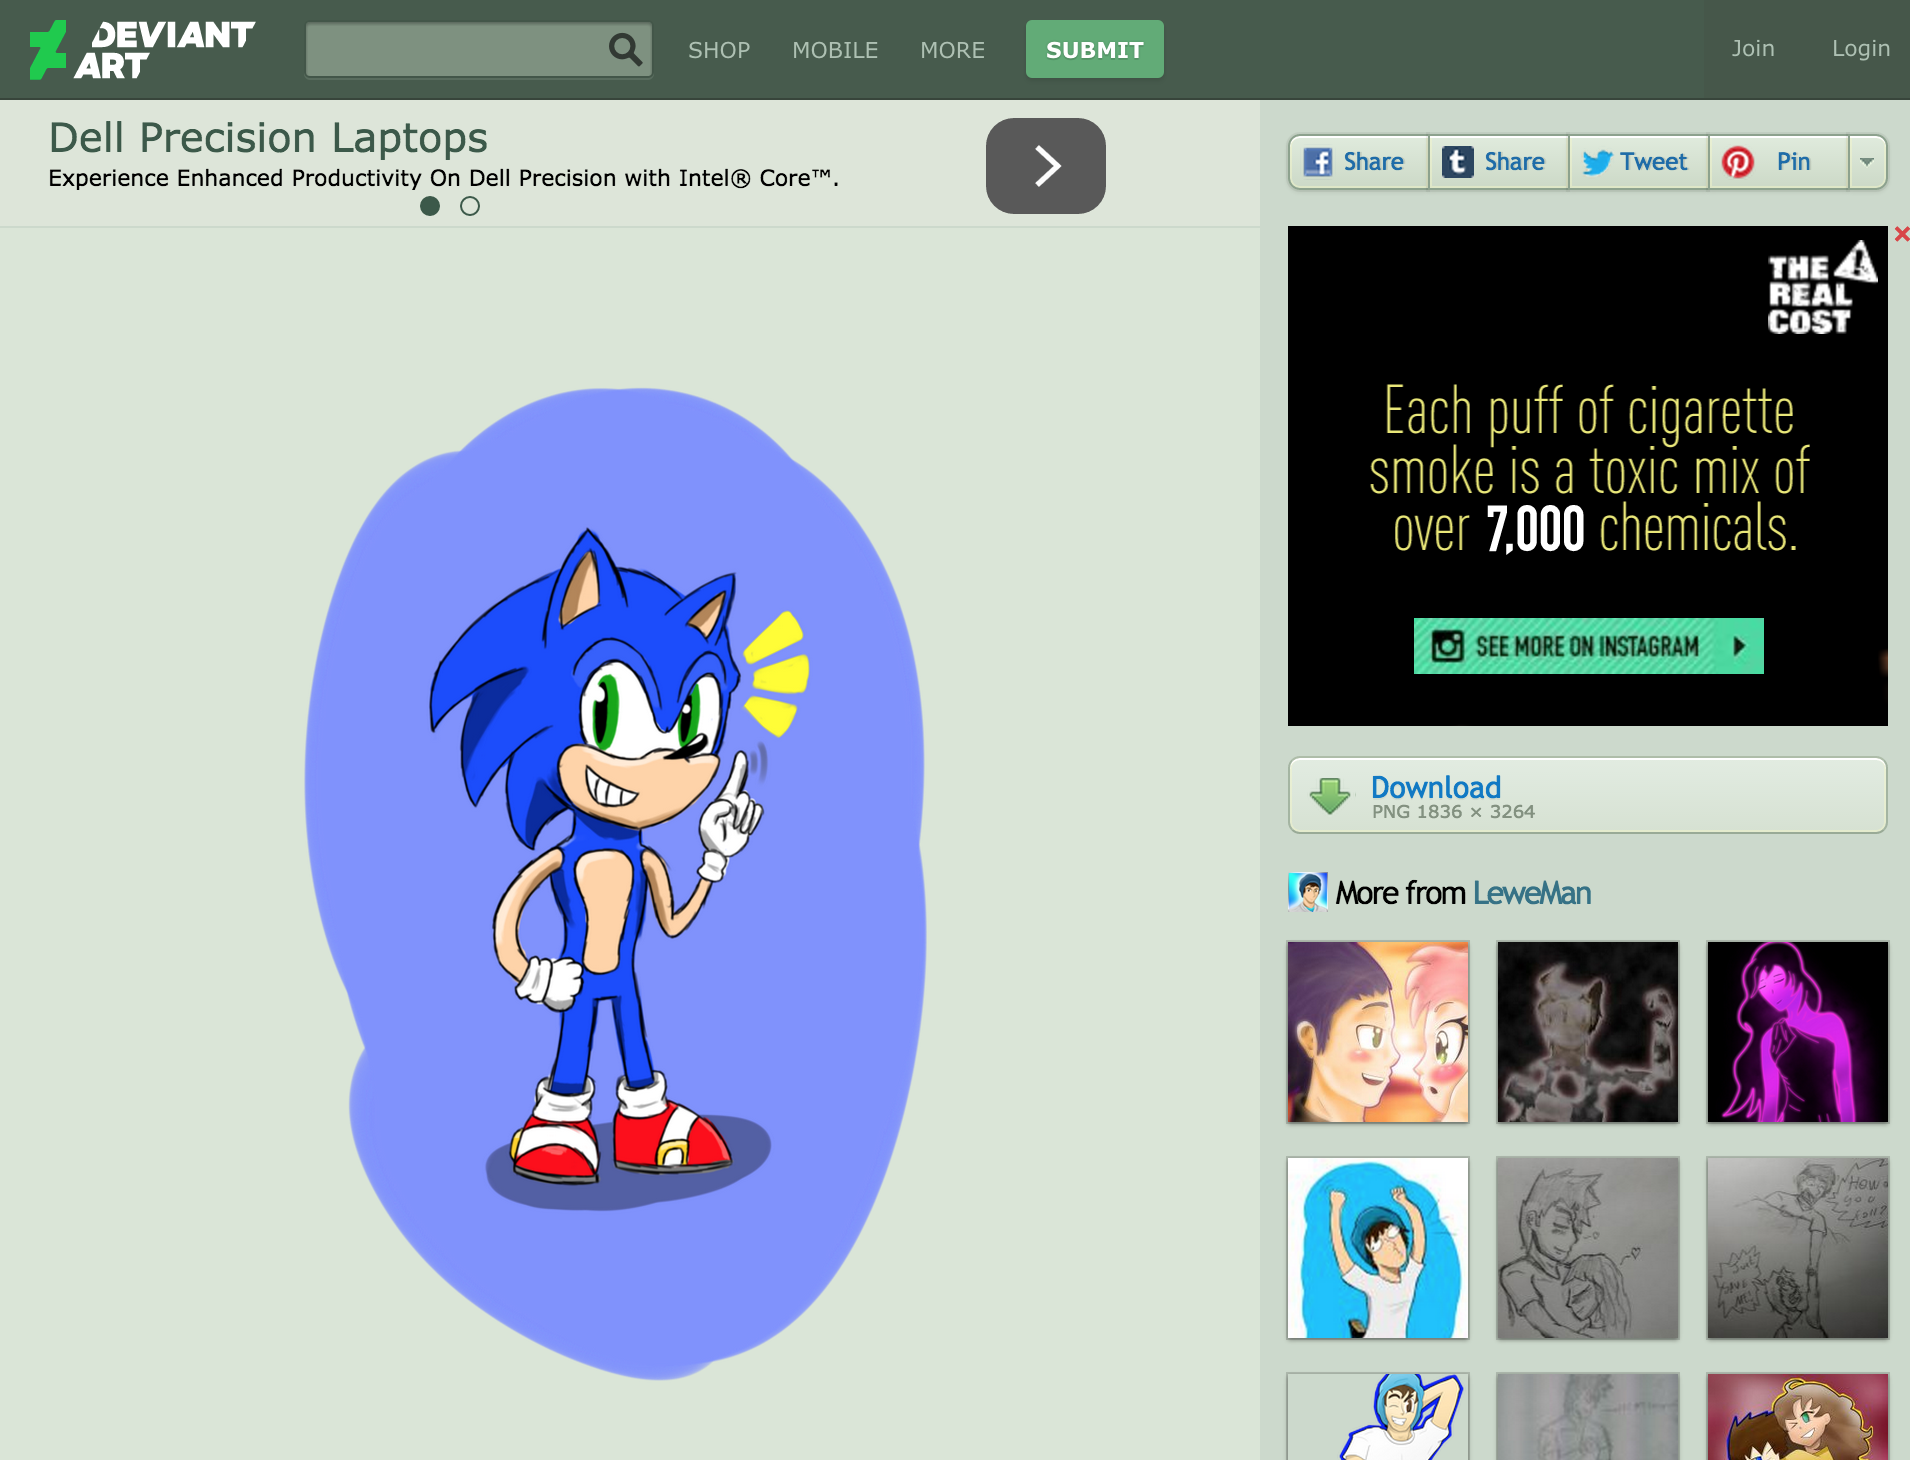 DEVIANT
ART
SHOP
MOBILE
MORE
SUBMIT
Join
Login
Dell Precision Laptops
Experience Enhanced Productivity On Dell Precision with Intel® Core™.
Share
Share
Tweet
Pin
THE
REAL
COST
Each puff of cigarette
smoke is a toxic mix of
over 7,000 chemicals.
SEE MORE ON INSTAGRAM
Download
PNG 1836 × 3264
More from LeweMan
SAVE
ME!